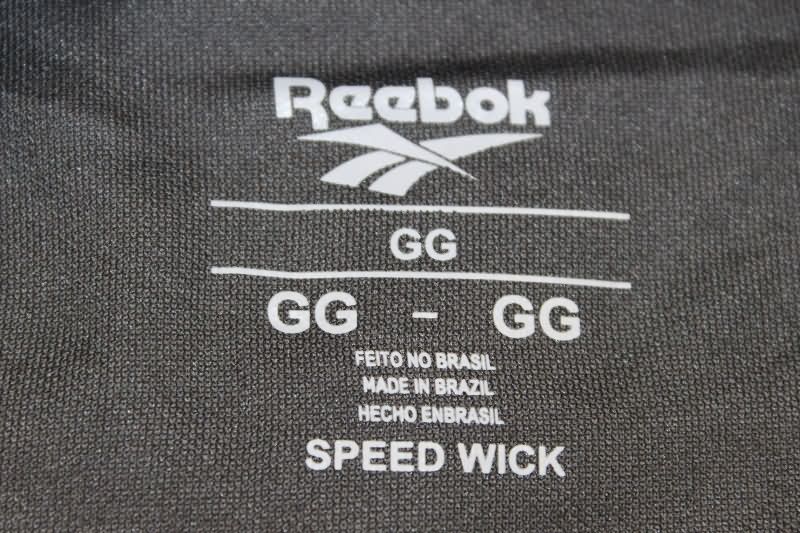 Reebok
GG
GG - GG
FEITO NO BRASIL
MADE IN BRAZIL
HECHO ENBRASIL
SPEED WICK